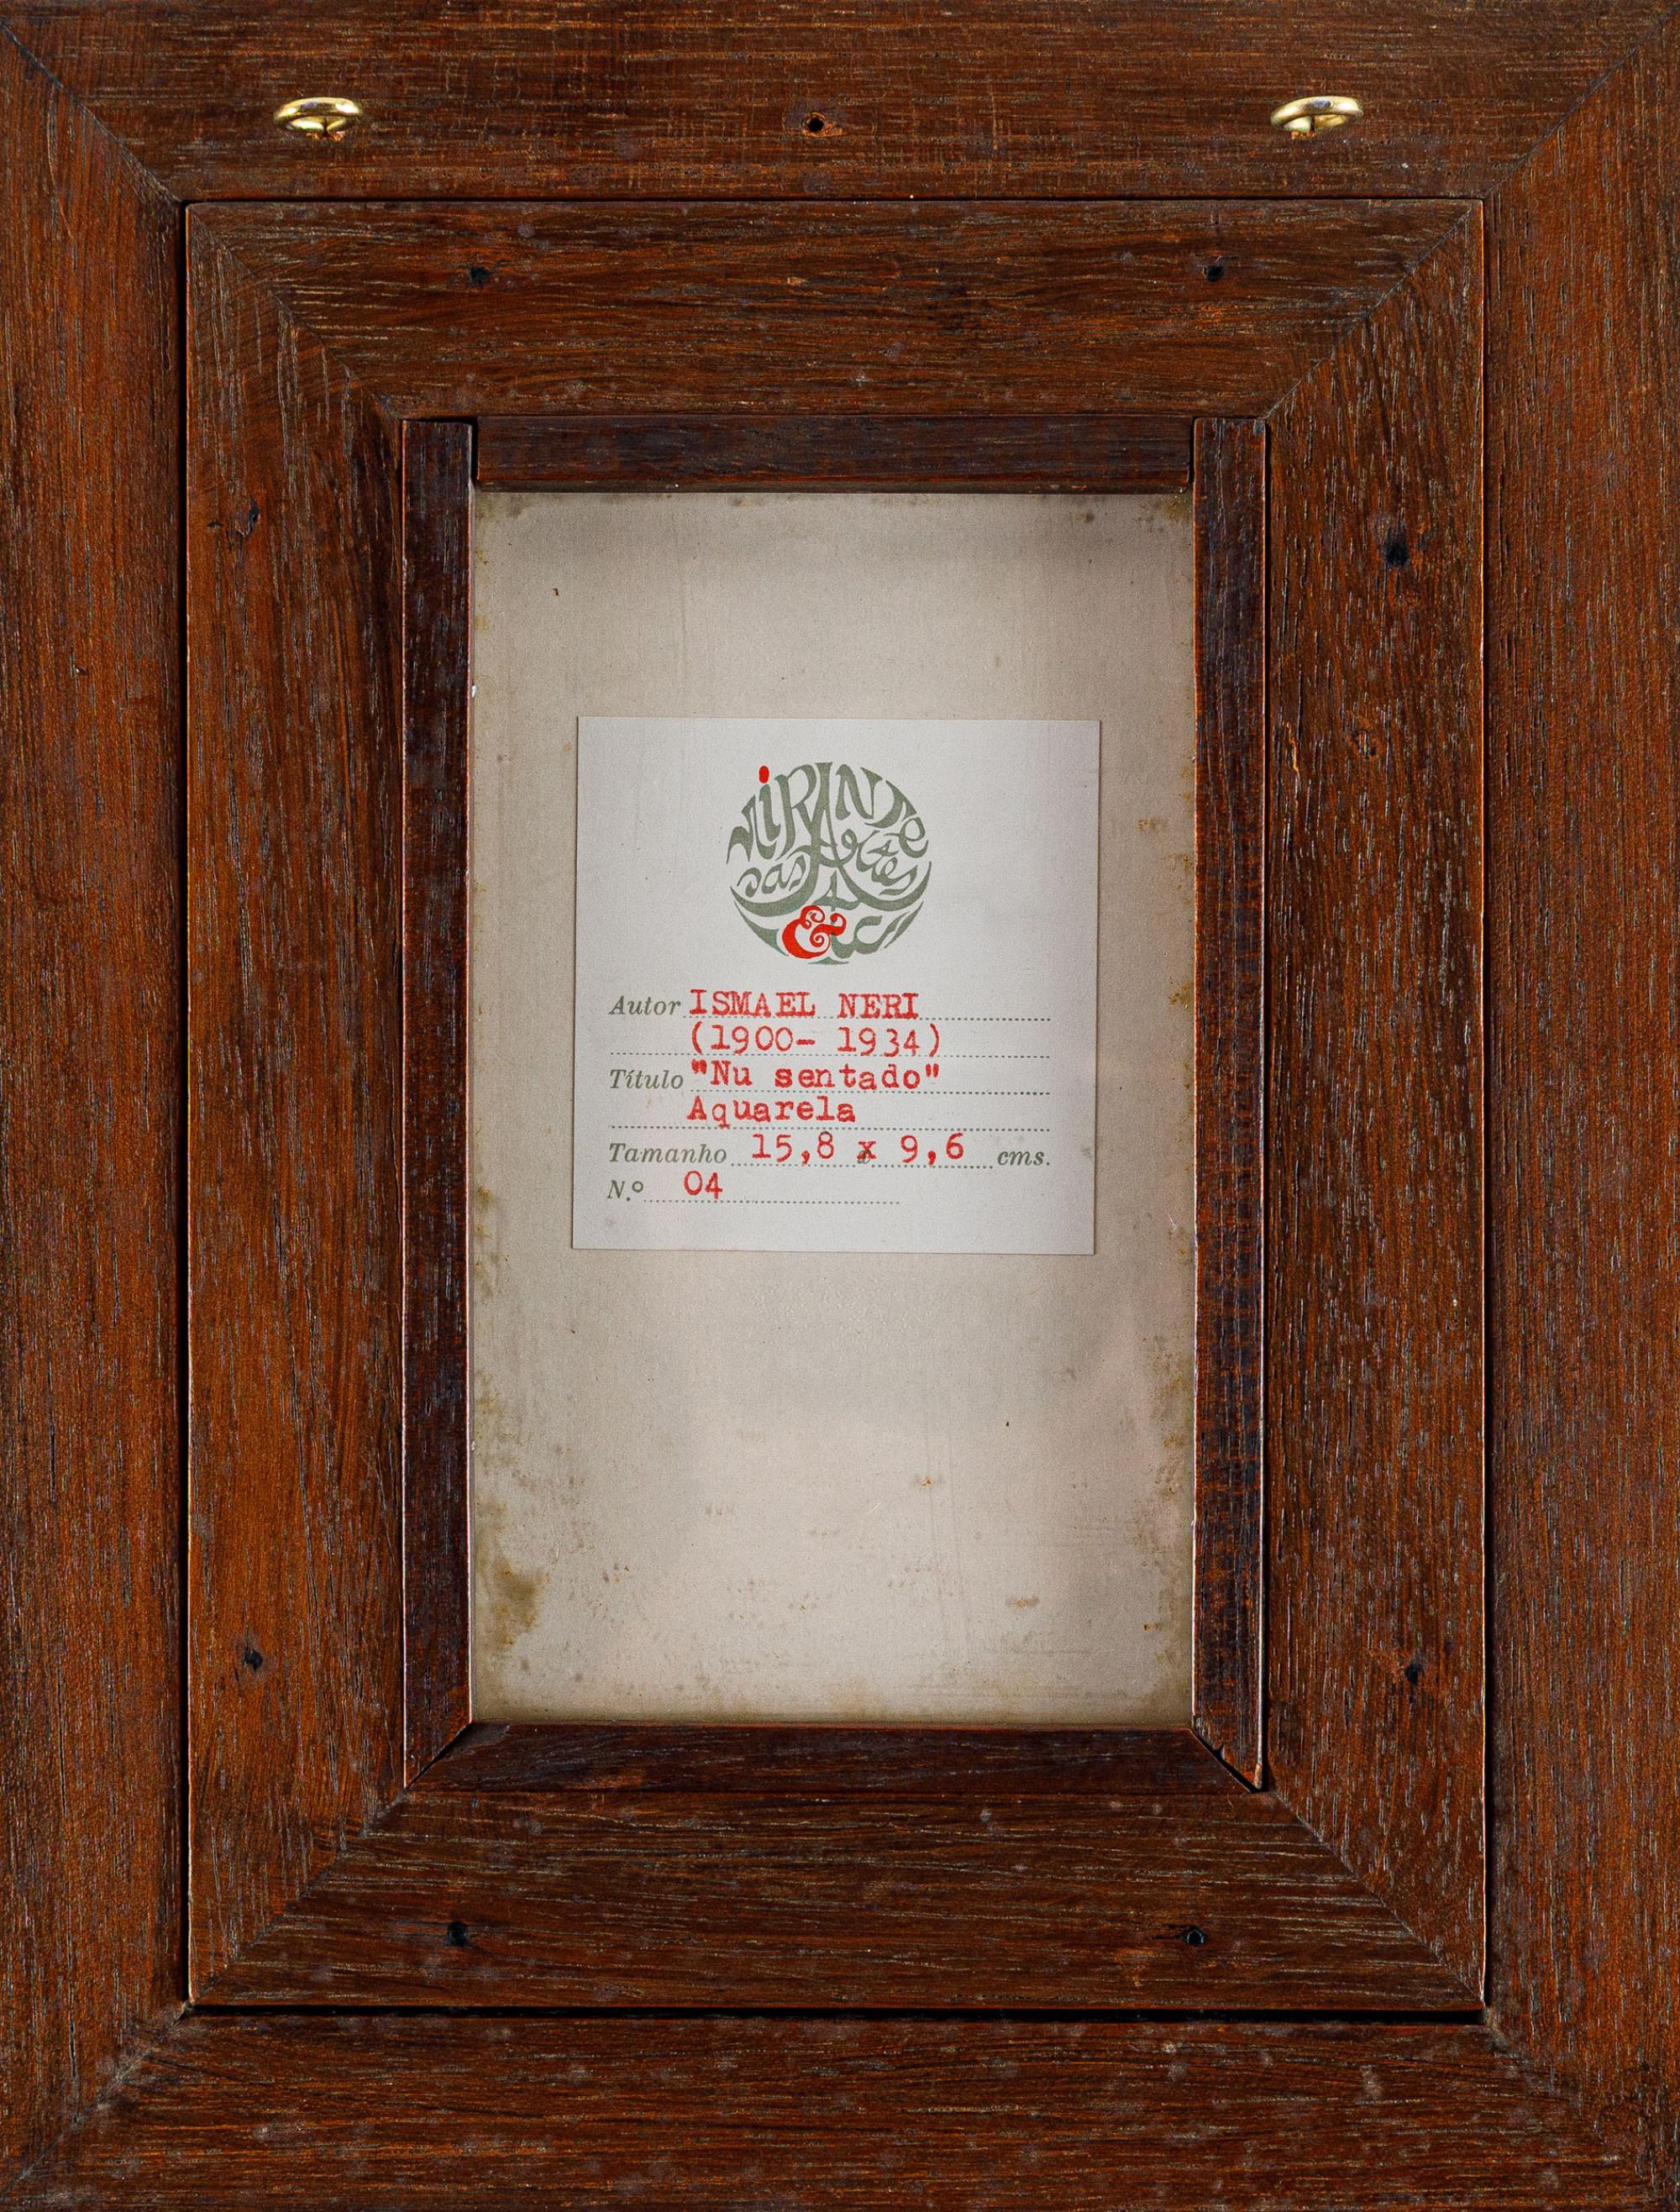 MiRANTe
das Artes
&tc
Autor ISMAEL NERI
(1900- 1934)
Título "Nu sentado"
Aquarela
Tamanho 15,8 x 9,6 cms.
N.º 04